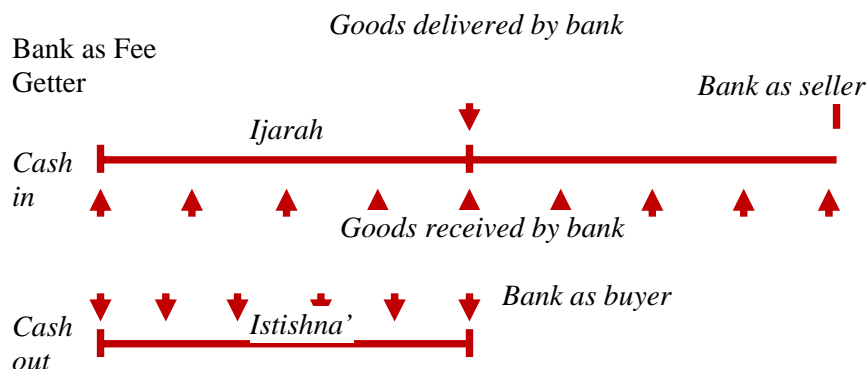 Goods delivered by bank
Bank as Fee
Getter
Bank as seller
Ijarah
Cash
in
Goods received by bank
Bank as buyer
Istishna’
Cash
out